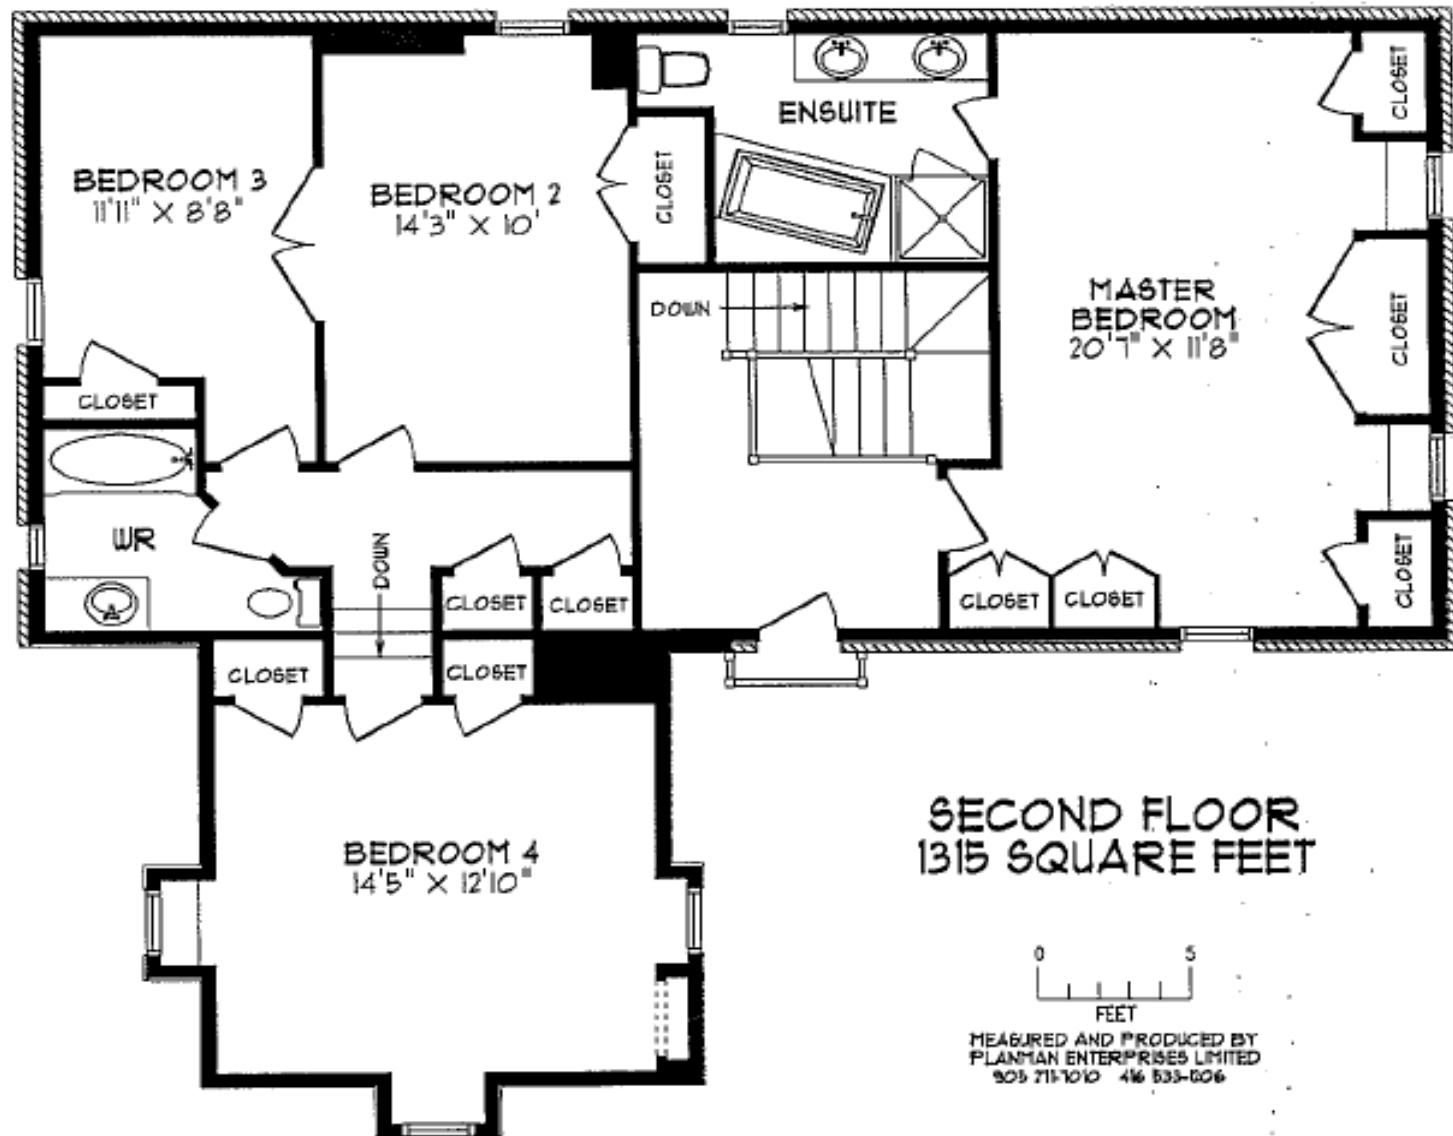 ENSUITE
CLOSET
BEDROOM 3
11'11" X 8'8"
BEDROOM 2
14'3" X 10'
CLOSET
MASTER
BEDROOM
20'7" X 11'8"
DOWN
CLOSET
CLOSET
WR
DOWN
CLOSET
CLOSET
CLOSET
CLOSET
CLOSET
CLOSET
CLOSET
BEDROOM 4
14'5" X 12'10"
SECOND FLOOR
1315 SQUARE FEET
0 5
FEET
MEASURED AND PRODUCED BY
PLANMAN ENTERPRISES LIMITED